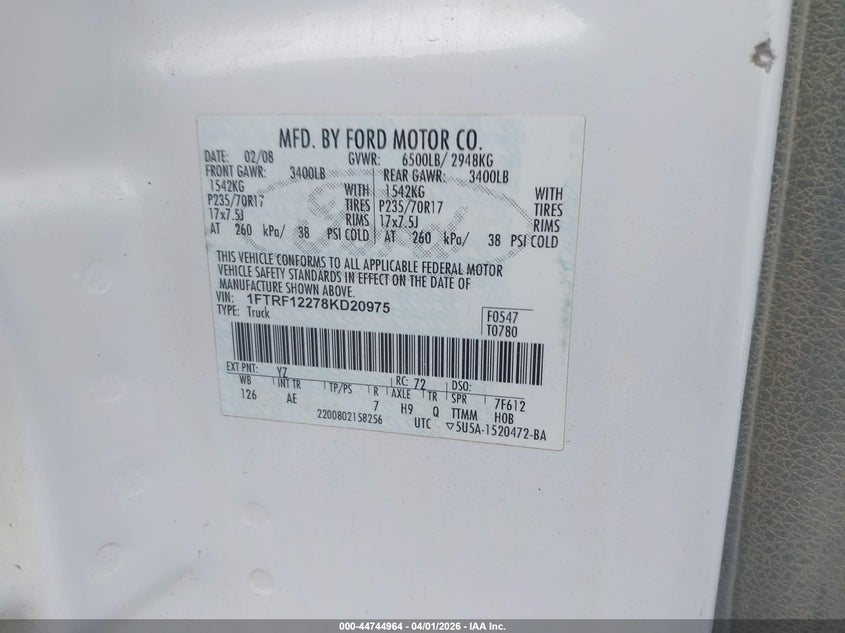 MFD. BY FORD MOTOR CO.
DATE: 02/08 GVWR: 6500LB/ 2948KG
FRONT GAWR: 3400LB REAR GAWR: 3400LB
1542KG WITH 1542KG WITH
P235/70R17 TIRES P235/70R17 TIRES
17x7.5J RIMS 17x7.5J RIMS
AT 260 kPa/ 38 PSI COLD AT 260 kPa/ 38 PSI COLD
THIS VEHICLE CONFORMS TO ALL APPLICABLE FEDERAL MOTOR
VEHICLE SAFETY STANDARDS IN EFFECT ON THE DATE OF
MANUFACTURE SHOWN ABOVE.
VIN: 1FTRF12278KD20975
TYPE: Truck
F0547
T0780
EXT PNT: YZ RC: 72 DSO:
WB INT TR TP/PS R AXLE TR SPR 7F612
126 AE 7 H9 Q TTMM HOB
2200802158256 UTC ▽5U5A-1520472-BA
Ford
000-44744964 - 04/01/2026 - IAA Inc.